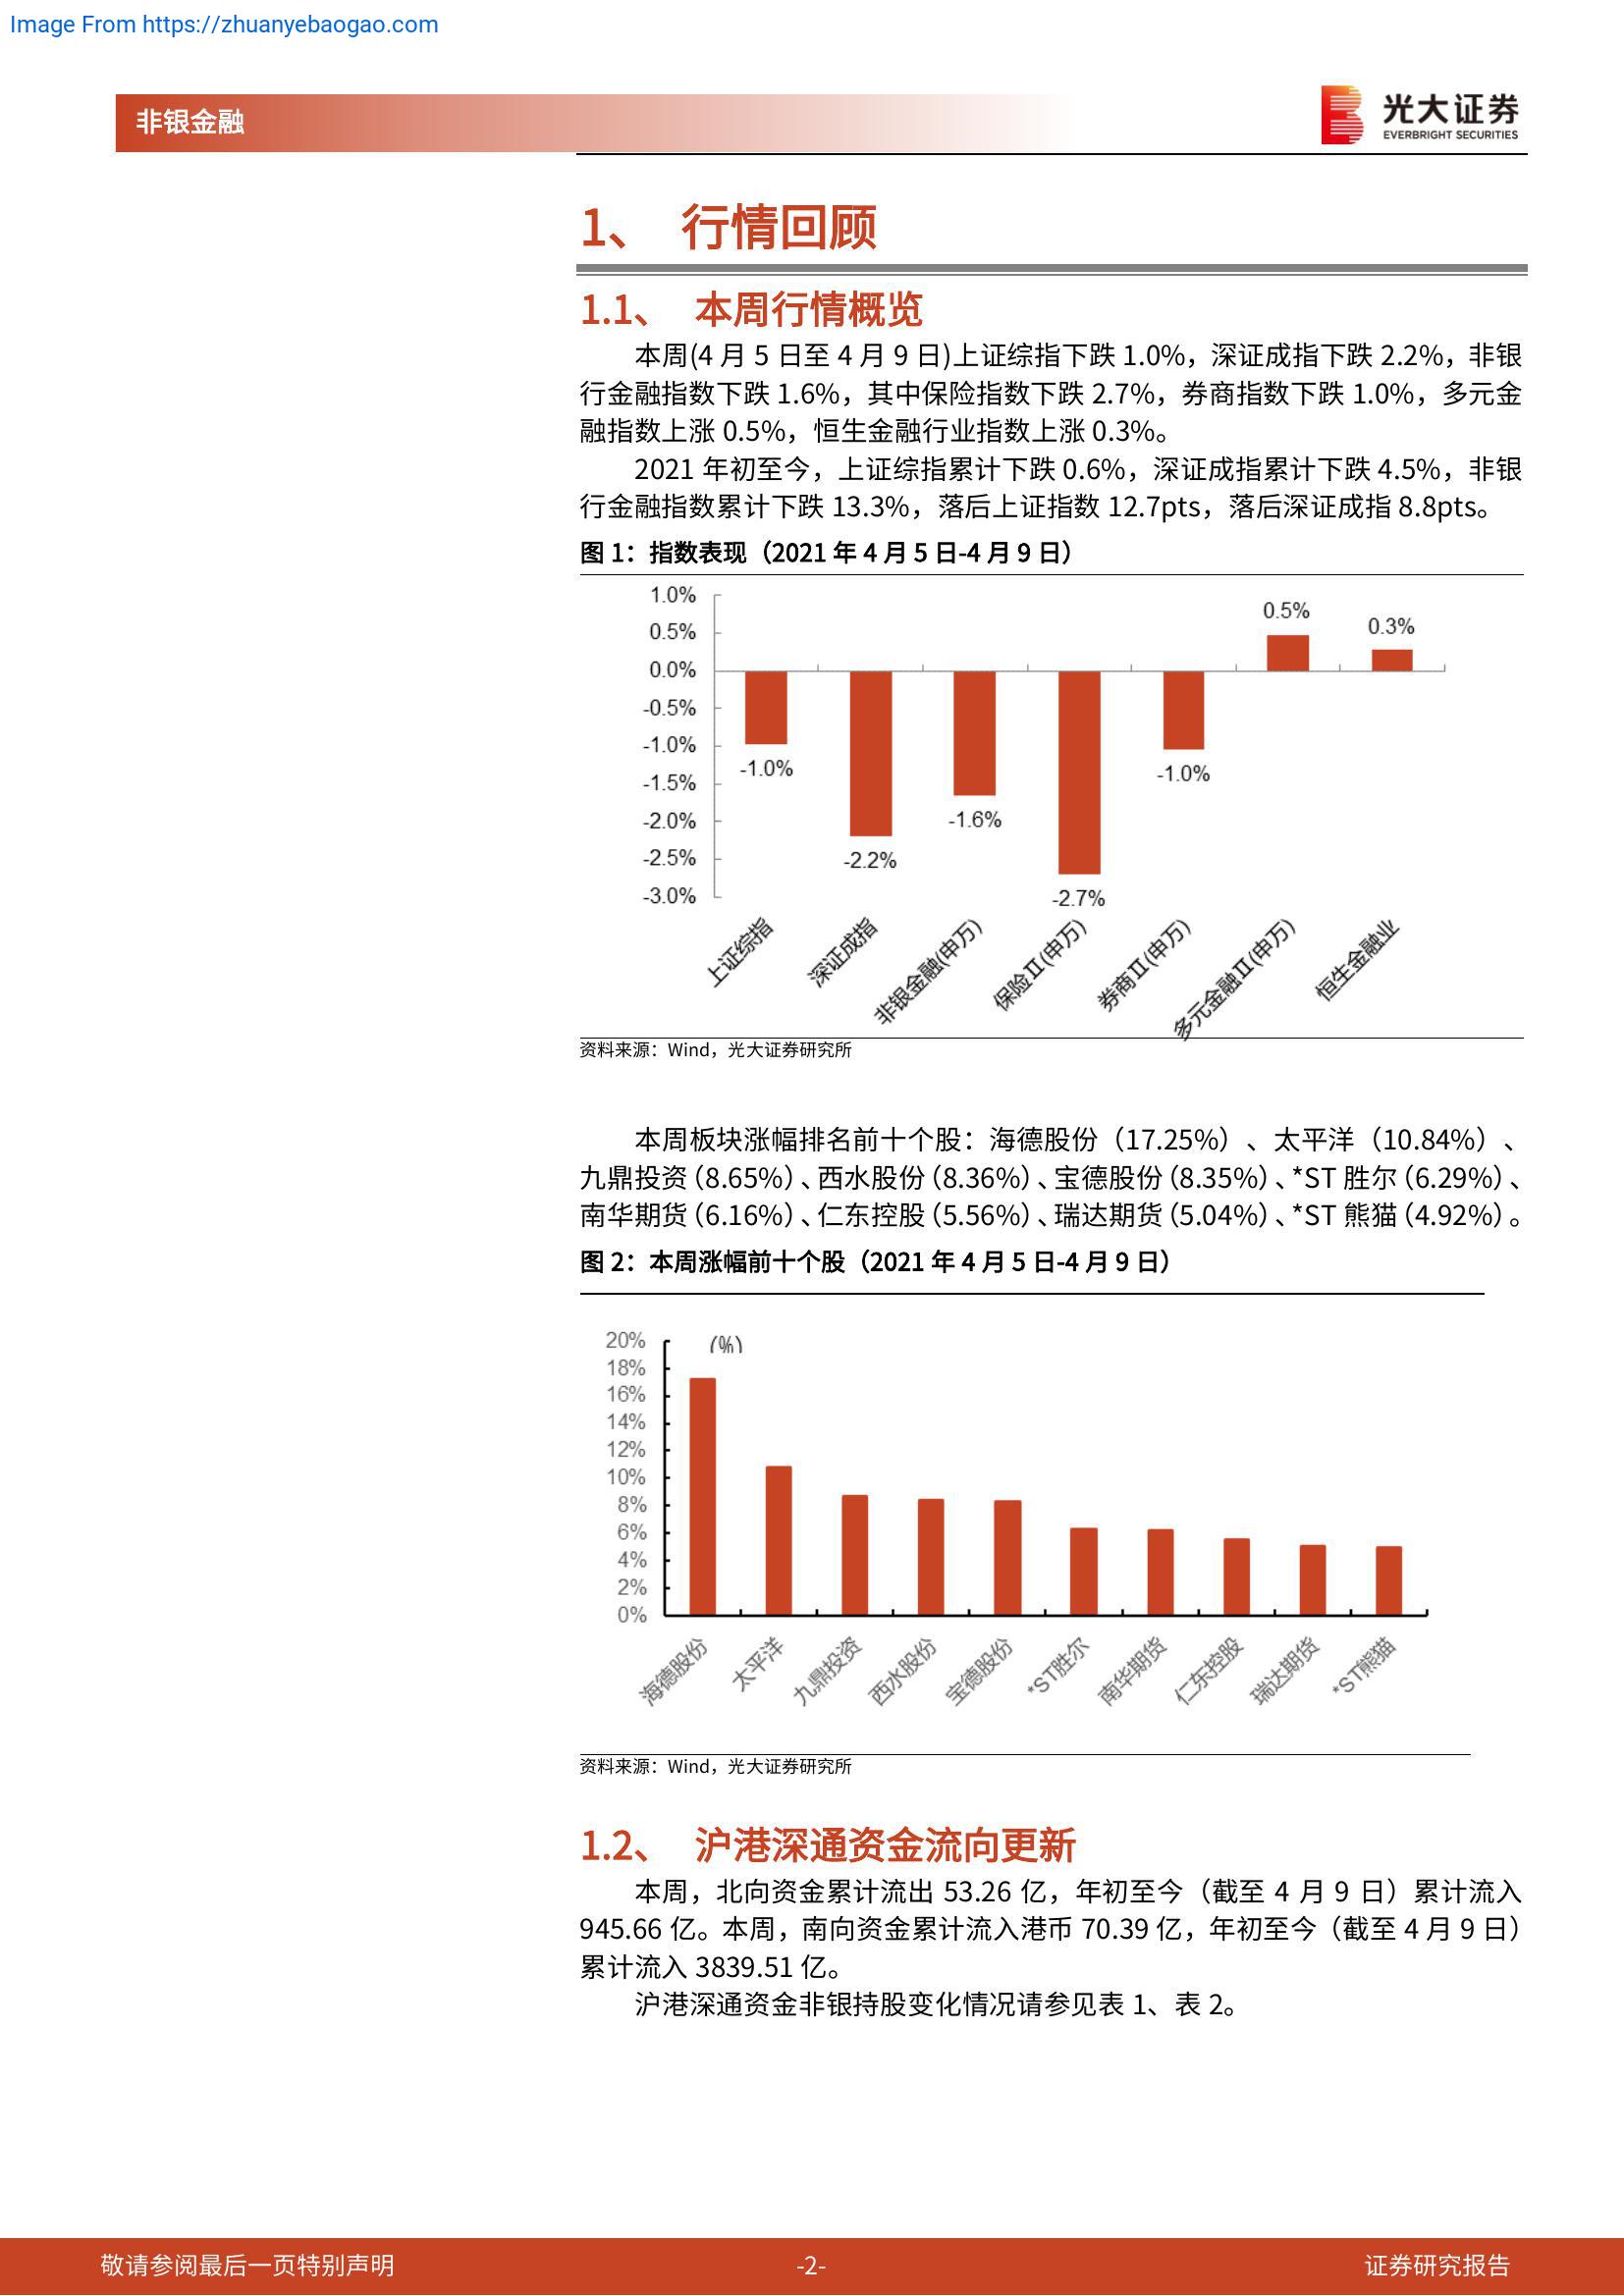 Image From https://zhuanyebaogao.com
非银金融
光大证券
EVERBRIGHT SECURITIES
1、 行情回顾
1.1、 本周行情概览
本周(4 月 5 日至 4 月 9 日)上证综指下跌 1.0%，深证成指下跌 2.2%，非银
行金融指数下跌 1.6%，其中保险指数下跌 2.7%，券商指数下跌 1.0%，多元金
融指数上涨 0.5%，恒生金融行业指数上涨 0.3%。
2021 年初至今，上证综指累计下跌 0.6%，深证成指累计下跌 4.5%，非银
行金融指数累计下跌 13.3%，落后上证指数 12.7pts，落后深证成指 8.8pts。
图 1：指数表现（2021 年 4 月 5 日-4 月 9 日）
1.0%
0.5%
0.0%
-0.5%
-1.0%
-1.5%
-2.0%
-2.5%
-3.0%
-1.0%
-2.2%
-1.6%
-2.7%
-1.0%
0.5%
0.3%
上证综指
深证成指
非银金融(申万)
保险Ⅱ(申万)
券商Ⅱ(申万)
多元金融Ⅱ(申万)
恒生金融业
资料来源：Wind，光大证券研究所
本周板块涨幅排名前十个股：海德股份（17.25%）、太平洋（10.84%）、
九鼎投资（8.65%）、西水股份（8.36%）、宝德股份（8.35%）、*ST 胜尔（6.29%）、
南华期货（6.16%）、仁东控股（5.56%）、瑞达期货（5.04%）、*ST 熊猫（4.92%）。
图 2：本周涨幅前十个股（2021 年 4 月 5 日-4 月 9 日）
(%)
20%
18%
16%
14%
12%
10%
8%
6%
4%
2%
0%
海德股份
太平洋
九鼎投资
西水股份
宝德股份
*ST胜尔
南华期货
仁东控股
瑞达期货
*ST熊猫
资料来源：Wind，光大证券研究所
1.2、 沪港深通资金流向更新
本周，北向资金累计流出 53.26 亿，年初至今（截至 4 月 9 日）累计流入
945.66 亿。本周，南向资金累计流入港币 70.39 亿，年初至今（截至 4 月 9 日）
累计流入 3839.51 亿。
沪港深通资金非银持股变化情况请参见表 1、表 2。
敬请参阅最后一页特别声明
-2-
证券研究报告